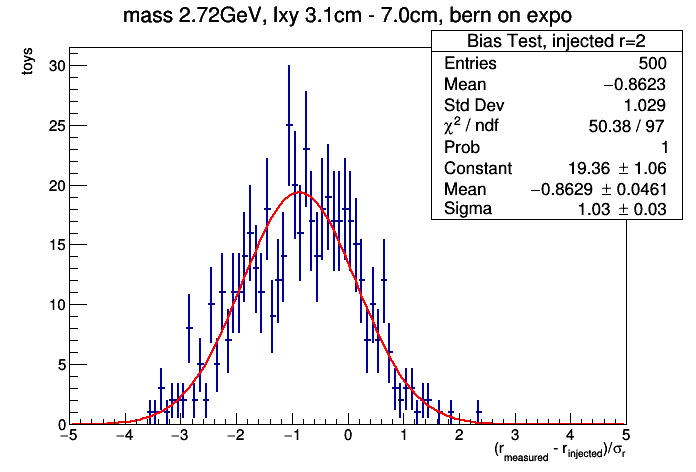 mass 2.72GeV, lxy 3.1cm - 7.0cm, bern on expo
Bias Test, injected r=2
Entries 500
Mean −0.8623
Std Dev 1.029
χ² / ndf 50.38 / 97
Prob 1
Constant 19.36 ± 1.06
Mean −0.8629 ± 0.0461
Sigma 1.03 ± 0.03
toys
30
25
20
15
10
5
0
−5 −4 −3 −2 −1 0 1 2 3 4 5
(r_measured - r_injected)/σ_r